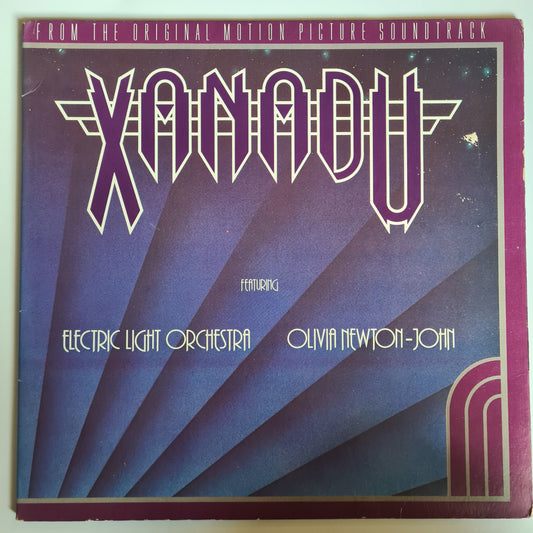 FROM THE ORIGINAL MOTION PICTURE SOUNDTRACK
XANADU
FEATURING
ELECTRIC LIGHT ORCHESTRA OLIVIA NEWTON-JOHN